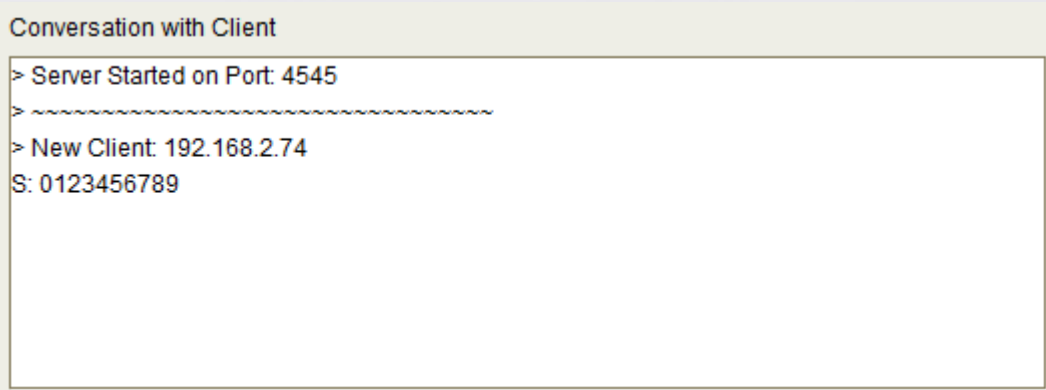 Conversation with Client
> Server Started on Port: 4545
> ~~~~~~~~~~~~~~~~~~~~~~~~~~~~~~~~~
> New Client: 192.168.2.74
S: 0123456789